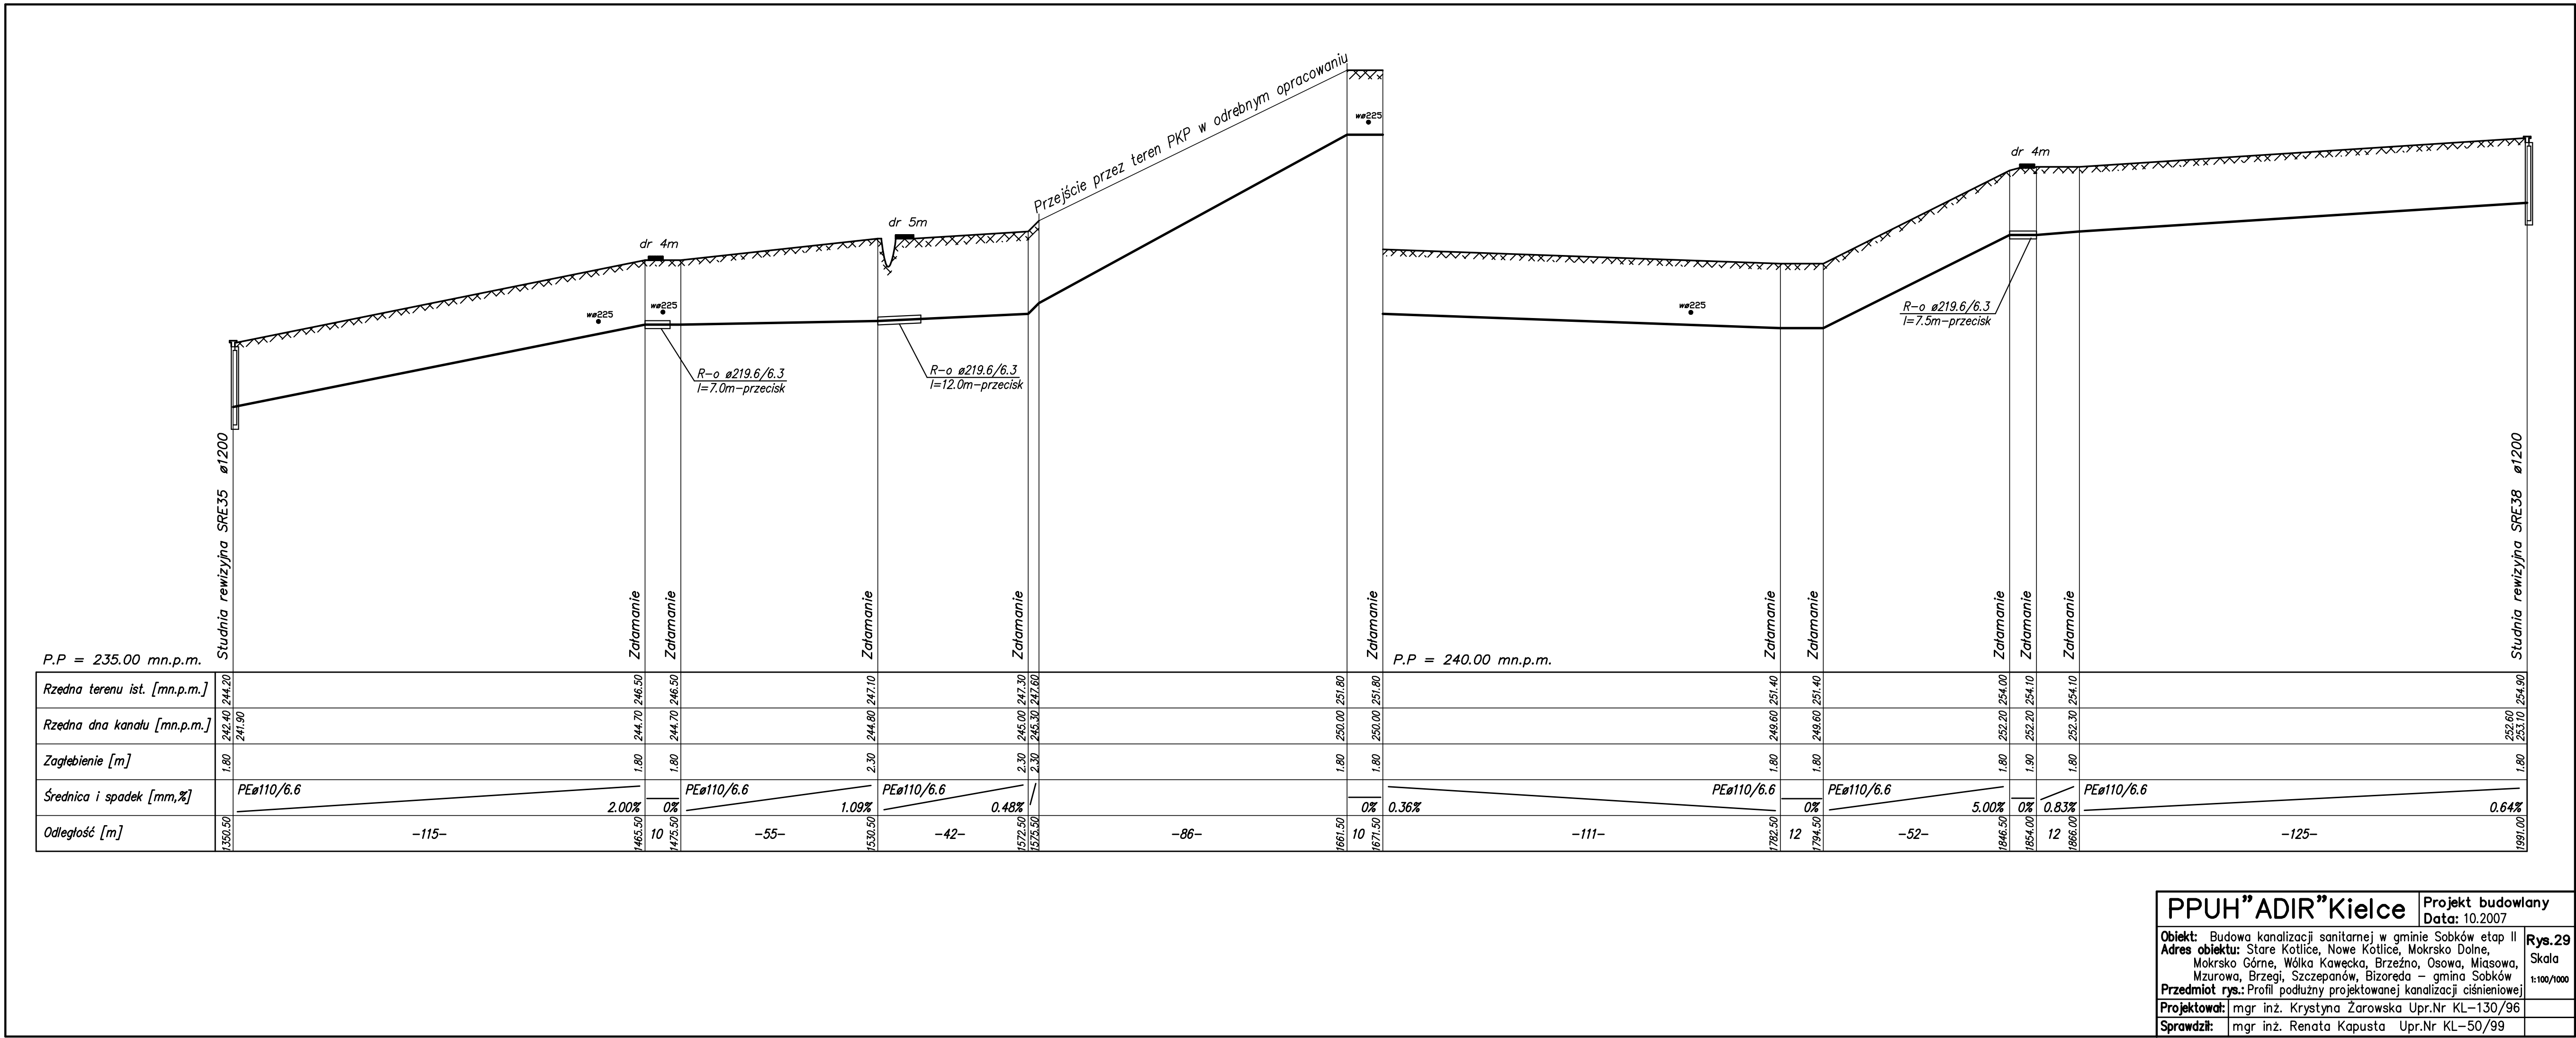 Przejście przez teren PKP w odrębnym opracowaniu
wø225
dr 4m
dr 5m
dr 4m
wø225
wø225
wø225
R-o ø219.6/6.3
l=7.0m-przecisk
R-o ø219.6/6.3
l=12.0m-przecisk
R-o ø219.6/6.3
l=7.5m-przecisk
Studnia rewizyjna SRE35 ø1200
Załamanie
Załamanie
Załamanie
Załamanie
Załamanie
Załamanie
Załamanie
Załamanie
Załamanie
Załamanie
Studnia rewizyjna SRE38 ø1200
P.P = 235.00 mn.p.m.
P.P = 240.00 mn.p.m.
Rzędna terenu ist. [mn.p.m.] 244.20 246.50 246.50 247.10 247.30 247.60 251.80 251.80 251.40 251.40 254.00 254.10 254.10 254.90
Rzędna dna kanału [mn.p.m.] 242.40 241.90 244.70 244.70 244.80 245.00 245.30 250.00 250.00 249.60 249.60 252.20 252.20 252.30 252.60 253.10
Zagłębienie [m] 1.80 1.80 1.80 2.30 2.30 2.30 1.80 1.80 1.80 1.80 1.80 1.90 1.80 1.80
Średnica i spadek [mm,%] PEø110/6.6 2.00% 0% PEø110/6.6 1.09% PEø110/6.6 0.48% 0% 0.36% PEø110/6.6 0% PEø110/6.6 5.00% 0% 0.83% PEø110/6.6 0.64%
Odległość [m] 1350.50 -115- 1465.50 10 1475.50 -55- 1530.50 -42- 1572.50 1575.50 -86- 1661.50 10 1671.50 -111- 1782.50 12 1794.50 -52- 1846.50 1854.00 12 1866.00 -125- 1991.00
PPUH"ADIR"Kielce
Projekt budowlany
Data: 10.2007
Obiekt: Budowa kanalizacji sanitarnej w gminie Sobków etap II
Adres obiektu: Stare Kotlice, Nowe Kotlice, Mokrsko Dolne,
Mokrsko Górne, Wólka Kawęcka, Brzeźno, Osowa, Miąsowa,
Mzurowa, Brzegi, Szczepanów, Bizoręda - gmina Sobków
Przedmiot rys.: Profil podłużny projektowanej kanalizacji ciśnieniowej
Rys.29
Skala
1:100/1000
Projektował: mgr inż. Krystyna Żarowska Upr.Nr KL-130/96
Sprawdził: mgr inż. Renata Kapusta Upr.Nr KL-50/99